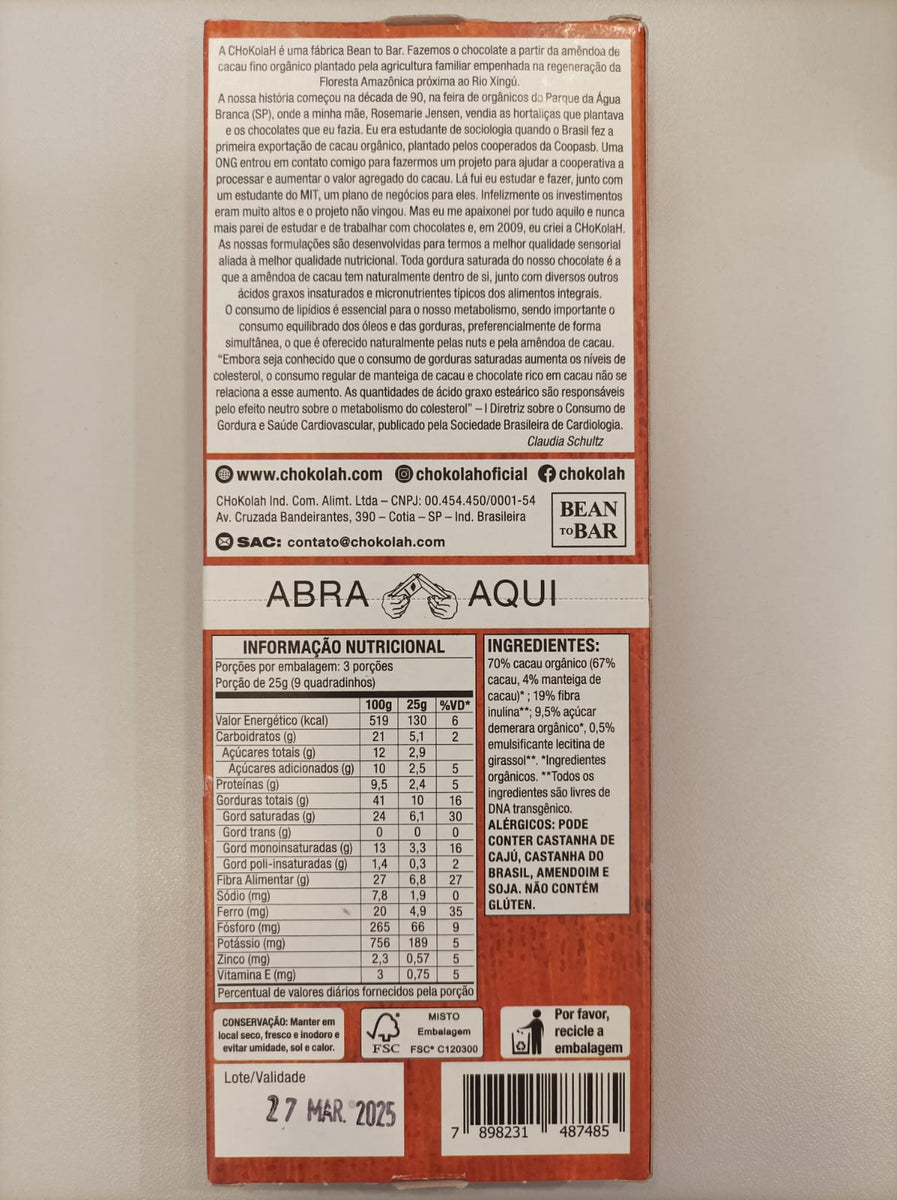 A CHoKolaH é uma fábrica Bean to Bar. Fazemos o chocolate a partir da amêndoa de
cacau fino orgânico plantado pela agricultura familiar empenhada na regeneração da
Floresta Amazônica próxima ao Rio Xingú.
A nossa história começou na década de 90, na feira de orgânicos do Parque da Água
Branca (SP), onde a minha mãe, Rosemarie Jensen, vendia as hortaliças que plantava
e os chocolates que eu fazia. Eu era estudante de sociologia quando o Brasil fez a
primeira exportação de cacau orgânico, plantado pelos cooperados da Coopasb. Uma
ONG entrou em contato comigo para fazermos um projeto para ajudar a cooperativa a
processar e aumentar o valor agregado do cacau. Lá fui eu estudar e fazer, junto com
um estudante do MIT, um plano de negócios para eles. Infelizmente os investimentos
eram muito altos e o projeto não vingou. Mas eu me apaixonei por tudo aquilo e nunca
mais parei de estudar e de trabalhar com chocolates e, em 2009, eu criei a CHoKolaH.
As nossas formulações são desenvolvidas para termos a melhor qualidade sensorial
aliada à melhor qualidade nutricional. Toda gordura saturada do nosso chocolate é a
que a amêndoa de cacau tem naturalmente dentro de si, junto com diversos outros
ácidos graxos insaturados e micronutrientes típicos dos alimentos integrais.
O consumo de lipídios é essencial para o nosso metabolismo, sendo importante o
consumo equilibrado dos óleos e das gorduras, preferencialmente de forma
simultânea, o que é oferecido naturalmente pelas nuts e pela amêndoa de cacau.
"Embora seja conhecido que o consumo de gorduras saturadas aumenta os níveis de
colesterol, o consumo regular de manteiga de cacau e chocolate rico em cacau não se
relaciona a esse aumento. As quantidades de ácido graxo esteárico são responsáveis
pelo efeito neutro sobre o metabolismo do colesterol" – I Diretriz sobre o Consumo de
Gordura e Saúde Cardiovascular, publicado pela Sociedade Brasileira de Cardiologia.
Claudia Schultz
www.chokolah.com chokolahoficial chokolah
CHoKolah Ind. Com. Alimt. Ltda – CNPJ: 00.454.450/0001-54
Av. Cruzada Bandeirantes, 390 – Cotia – SP – Ind. Brasileira
SAC: contato@chokolah.com
BEAN
TO BAR
ABRA AQUI
INFORMAÇÃO NUTRICIONAL
Porções por embalagem: 3 porções
Porção de 25g (9 quadradinhos)
100g 25g %VD*
Valor Energético (kcal) 519 130 6
Carboidratos (g) 21 5,1 2
Açúcares totais (g) 12 2,9
Açúcares adicionados (g) 10 2,5 5
Proteínas (g) 9,5 2,4 5
Gorduras totais (g) 41 10 16
Gord saturadas (g) 24 6,1 30
Gord trans (g) 0 0 0
Gord monoinsaturadas (g) 13 3,3 16
Gord poli-insaturadas (g) 1,4 0,3 2
Fibra Alimentar (g) 27 6,8 27
Sódio (mg) 7,8 1,9 0
Ferro (mg) 20 4,9 35
Fósforo (mg) 265 66 9
Potássio (mg) 756 189 5
Zinco (mg) 2,3 0,57 5
Vitamina E (mg) 3 0,75 5
Percentual de valores diários fornecidos pela porção
INGREDIENTES:
70% cacau orgânico (67%
cacau, 4% manteiga de
cacau)* ; 19% fibra
inulina**; 9,5% açúcar
demerara orgânico*, 0,5%
emulsificante lecitina de
girassol**. *Ingredientes
orgânicos. **Todos os
ingredientes são livres de
DNA transgênico.
ALÉRGICOS: PODE
CONTER CASTANHA DE
CAJÚ, CASTANHA DO
BRASIL, AMENDOIM E
SOJA. NÃO CONTÉM
GLÚTEN.
CONSERVAÇÃO: Manter em
local seco, fresco e inodoro e
evitar umidade, sol e calor.
FSC
MISTO
Embalagem
FSC® C120300
Por favor,
recicle a
embalagem
Lote/Validade
27 MAR. 2025
7 898231 487485